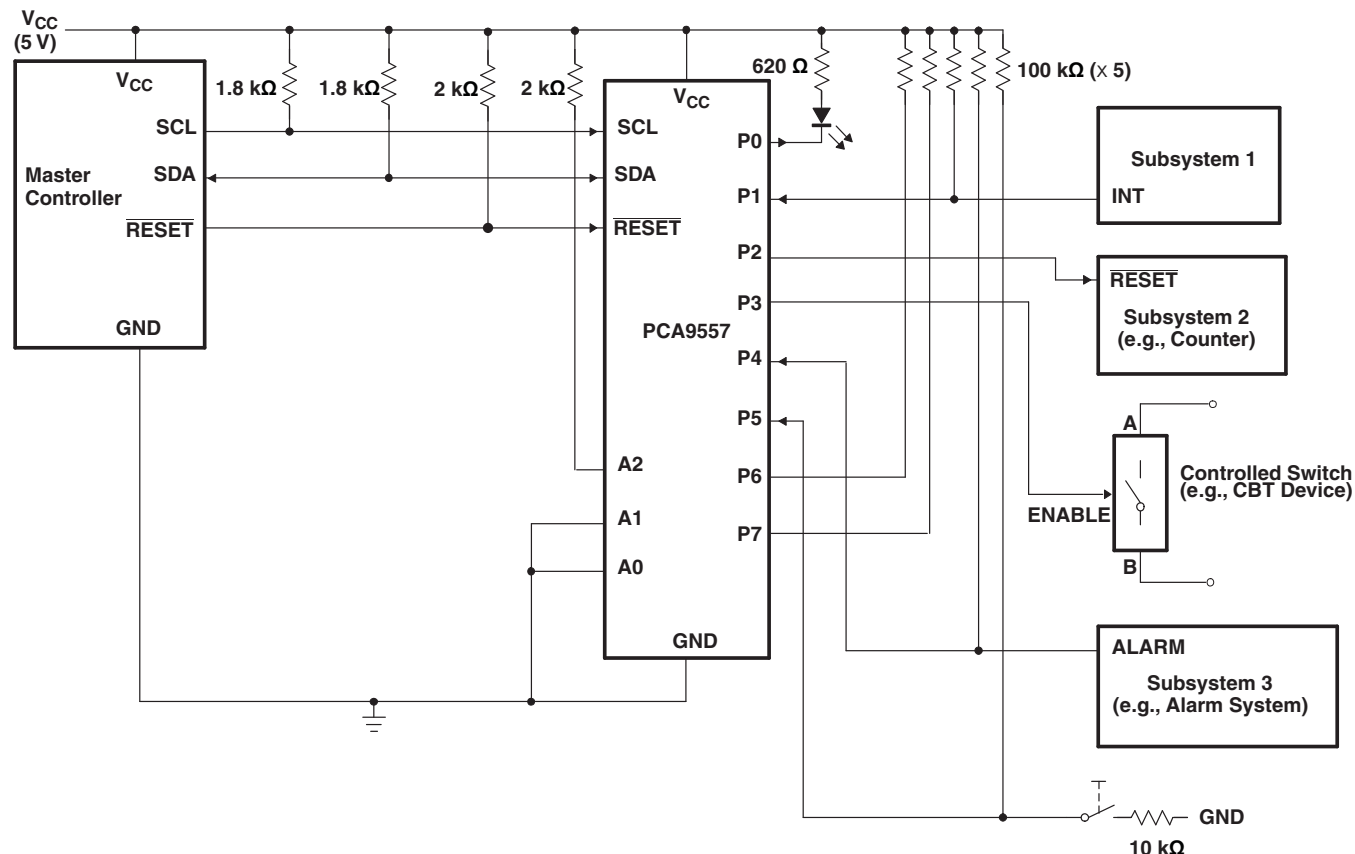 VCC
(5 V)
VCC
SCL
SDA
RESET
GND
Master
Controller
1.8 kΩ
1.8 kΩ
2 kΩ
2 kΩ
VCC
SCL
SDA
RESET
A2
A1
A0
GND
PCA9557
P0
P1
P2
P3
P4
P5
P6
P7
620 Ω
100 kΩ (X 5)
Subsystem 1
INT
RESET
Subsystem 2
(e.g., Counter)
A
Controlled Switch
(e.g., CBT Device)
ENABLE
B
ALARM
Subsystem 3
(e.g., Alarm System)
GND
10 kΩ